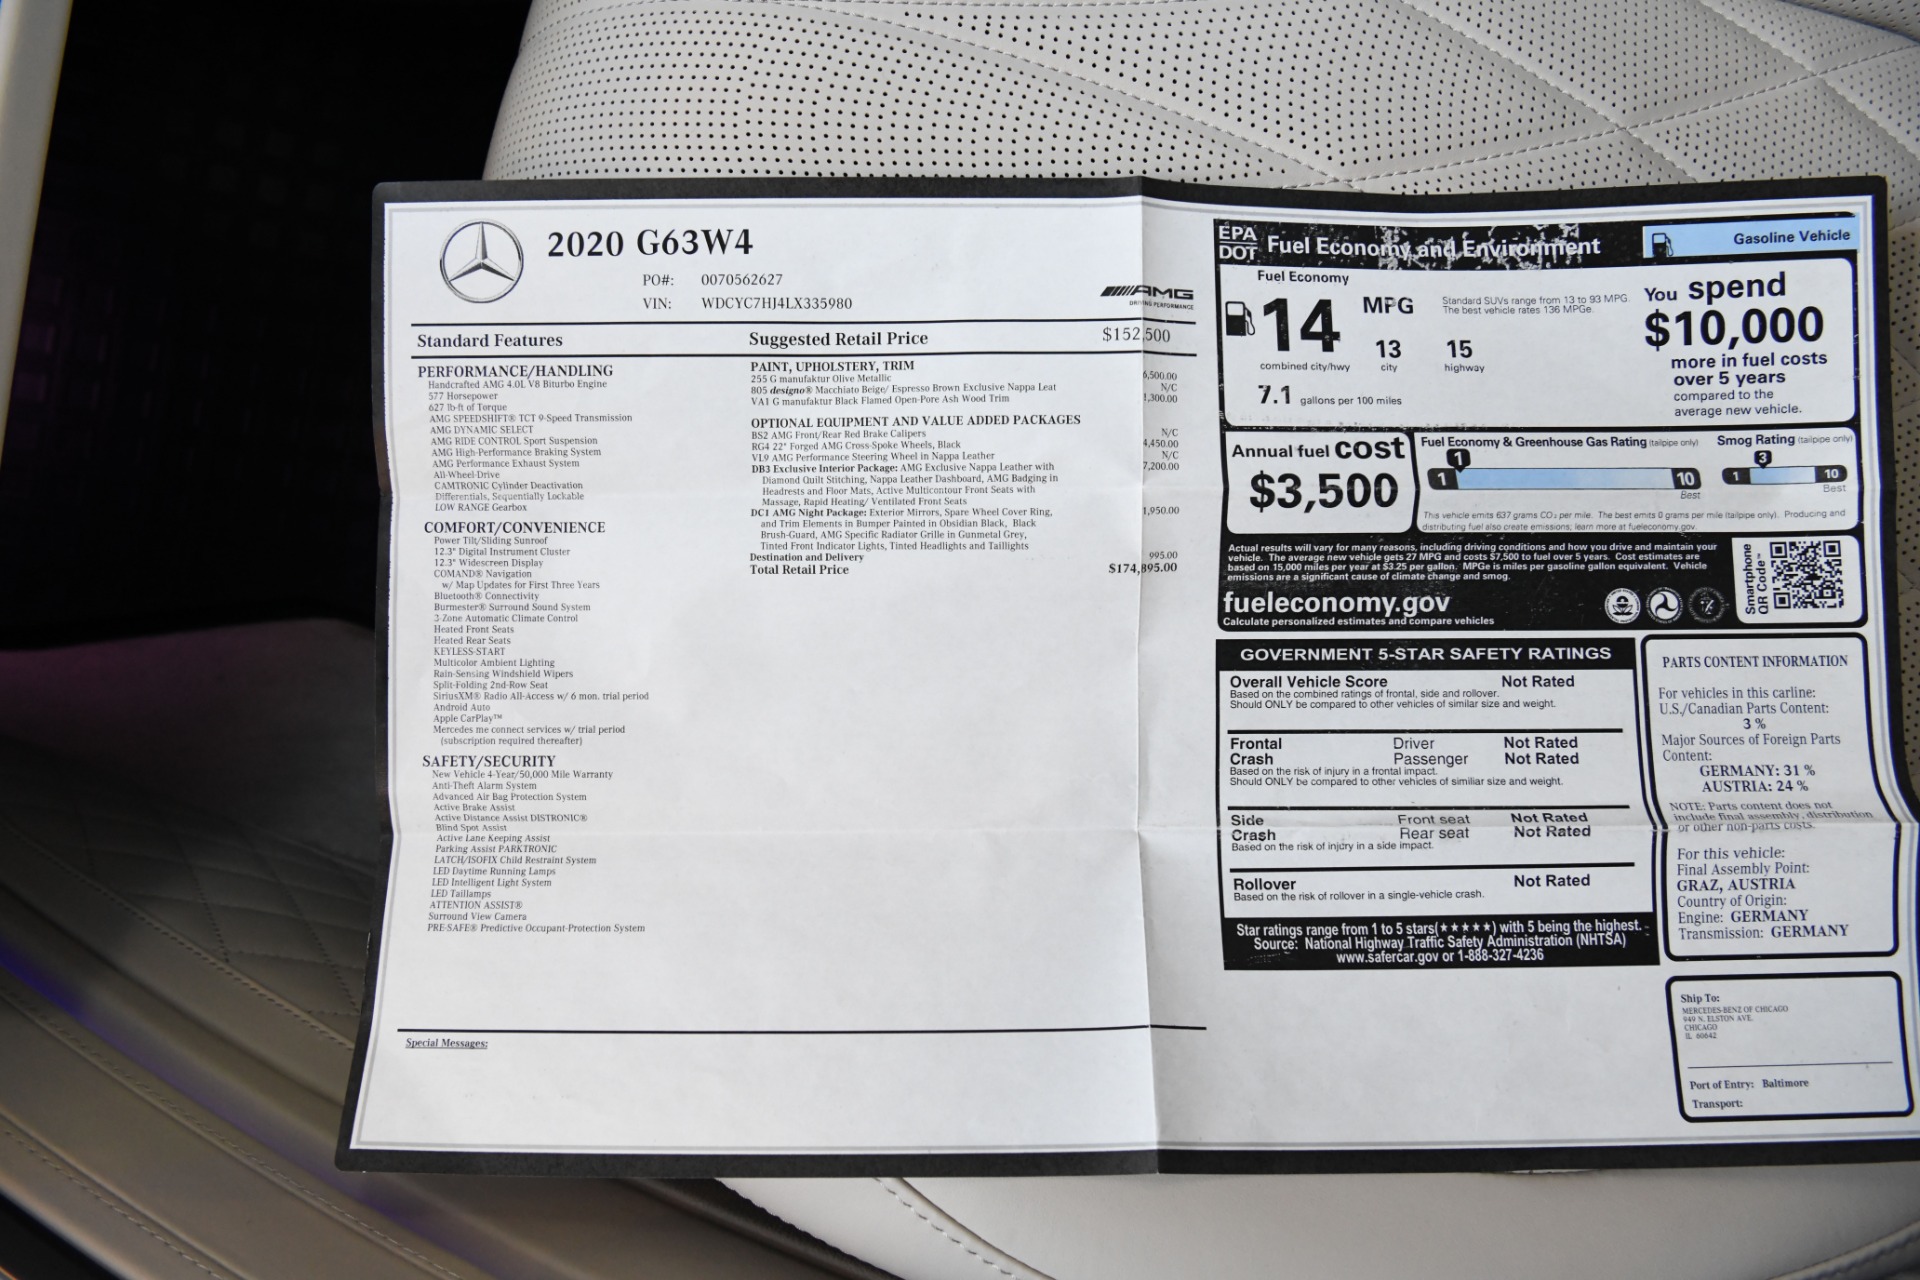 2020 G63W4
PO#: 0070562627
VIN: WDCYC7HJ4LX335980
AMG
DRIVING PERFORMANCE
Standard Features
Suggested Retail Price $152,500
PERFORMANCE/HANDLING
Handcrafted AMG 4.0L V8 Biturbo Engine
577 Horsepower
627 lb-ft of Torque
AMG SPEEDSHIFT® TCT 9-Speed Transmission
AMG DYNAMIC SELECT
AMG RIDE CONTROL Sport Suspension
AMG High-Performance Braking System
AMG Performance Exhaust System
All-Wheel-Drive
CAMTRONIC Cylinder Deactivation
Differentials, Sequentially Lockable
LOW RANGE Gearbox
COMFORT/CONVENIENCE
Power Tilt/Sliding Sunroof
12.3" Digital Instrument Cluster
12.3" Widescreen Display
COMAND® Navigation
w/ Map Updates for First Three Years
Bluetooth® Connectivity
Burmester® Surround Sound System
3-Zone Automatic Climate Control
Heated Front Seats
Heated Rear Seats
KEYLESS-START
Multicolor Ambient Lighting
Rain-Sensing Windshield Wipers
Split-Folding 2nd-Row Seat
SiriusXM® Radio All-Access w/ 6 mon. trial period
Android Auto
Apple CarPlay™
Mercedes me connect services w/ trial period
(subscription required thereafter)
SAFETY/SECURITY
New Vehicle 4-Year/50,000 Mile Warranty
Anti-Theft Alarm System
Advanced Air Bag Protection System
Active Brake Assist
Active Distance Assist DISTRONIC®
Blind Spot Assist
Active Lane Keeping Assist
Parking Assist PARKTRONIC
LATCH/ISOFIX Child Restraint System
LED Daytime Running Lamps
LED Intelligent Light System
LED Taillamps
ATTENTION ASSIST®
Surround View Camera
PRE-SAFE® Predictive Occupant-Protection System
PAINT, UPHOLSTERY, TRIM
255 G manufaktur Olive Metallic 6,500.00
805 designo® Macchiato Beige/ Espresso Brown Exclusive Nappa Leat N/C
VA1 G manufaktur Black Flamed Open-Pore Ash Wood Trim 1,300.00
OPTIONAL EQUIPMENT AND VALUE ADDED PACKAGES
BS2 AMG Front/Rear Red Brake Calipers N/C
RG4 22" Forged AMG Cross-Spoke Wheels, Black 4,450.00
VL9 AMG Performance Steering Wheel in Nappa Leather N/C
DB3 Exclusive Interior Package: AMG Exclusive Nappa Leather with 7,200.00
Diamond Quilt Stitching, Nappa Leather Dashboard, AMG Badging in
Headrests and Floor Mats, Active Multicontour Front Seats with
Massage, Rapid Heating/ Ventilated Front Seats
DC1 AMG Night Package: Exterior Mirrors, Spare Wheel Cover Ring, 1,950.00
and Trim Elements in Bumper Painted in Obsidian Black, Black
Brush-Guard, AMG Specific Radiator Grille in Gunmetal Grey,
Tinted Front Indicator Lights, Tinted Headlights and Taillights
Destination and Delivery 995.00
Total Retail Price $174,895.00
Special Messages:
EPA
DOT
Fuel Economy and Environment
Gasoline Vehicle
Fuel Economy
14 MPG
combined city/hwy
13
city
15
highway
7.1 gallons per 100 miles
Standard SUVs range from 13 to 93 MPG.
The best vehicle rates 136 MPGe.
You spend
$10,000
more in fuel costs
over 5 years
compared to the
average new vehicle.
Annual fuel cost
$3,500
Fuel Economy & Greenhouse Gas Rating (tailpipe only)
1
1 10
Best
Smog Rating (tailpipe only)
3
1 10
Best
This vehicle emits 637 grams CO₂ per mile. The best emits 0 grams per mile (tailpipe only). Producing and
distributing fuel also create emissions; learn more at fueleconomy.gov.
Actual results will vary for many reasons, including driving conditions and how you drive and maintain your
vehicle. The average new vehicle gets 27 MPG and costs $7,500 to fuel over 5 years. Cost estimates are
based on 15,000 miles per year at $3.25 per gallon. MPGe is miles per gasoline gallon equivalent. Vehicle
emissions are a significant cause of climate change and smog.
fueleconomy.gov
Calculate personalized estimates and compare vehicles
Smartphone
QR Code™
GOVERNMENT 5-STAR SAFETY RATINGS
Overall Vehicle Score Not Rated
Based on the combined ratings of frontal, side and rollover.
Should ONLY be compared to other vehicles of similar size and weight.
Frontal Driver Not Rated
Crash Passenger Not Rated
Based on the risk of injury in a frontal impact.
Should ONLY be compared to other vehicles of similiar size and weight.
Side Front seat Not Rated
Crash Rear seat Not Rated
Based on the risk of injury in a side impact.
Rollover Not Rated
Based on the risk of rollover in a single-vehicle crash.
Star ratings range from 1 to 5 stars(★★★★★) with 5 being the highest.
Source: National Highway Traffic Safety Administration (NHTSA)
www.safercar.gov or 1-888-327-4236
PARTS CONTENT INFORMATION
For vehicles in this carline:
U.S./Canadian Parts Content:
3 %
Major Sources of Foreign Parts
Content:
GERMANY: 31 %
AUSTRIA: 24 %
NOTE: Parts content does not
include final assembly, distribution
or other non-parts costs.
For this vehicle:
Final Assembly Point:
GRAZ, AUSTRIA
Country of Origin:
Engine: GERMANY
Transmission: GERMANY
Ship To:
MERCEDES-BENZ OF CHICAGO
949 N. ELSTON AVE.
CHICAGO
IL 60642
Port of Entry: Baltimore
Transport: